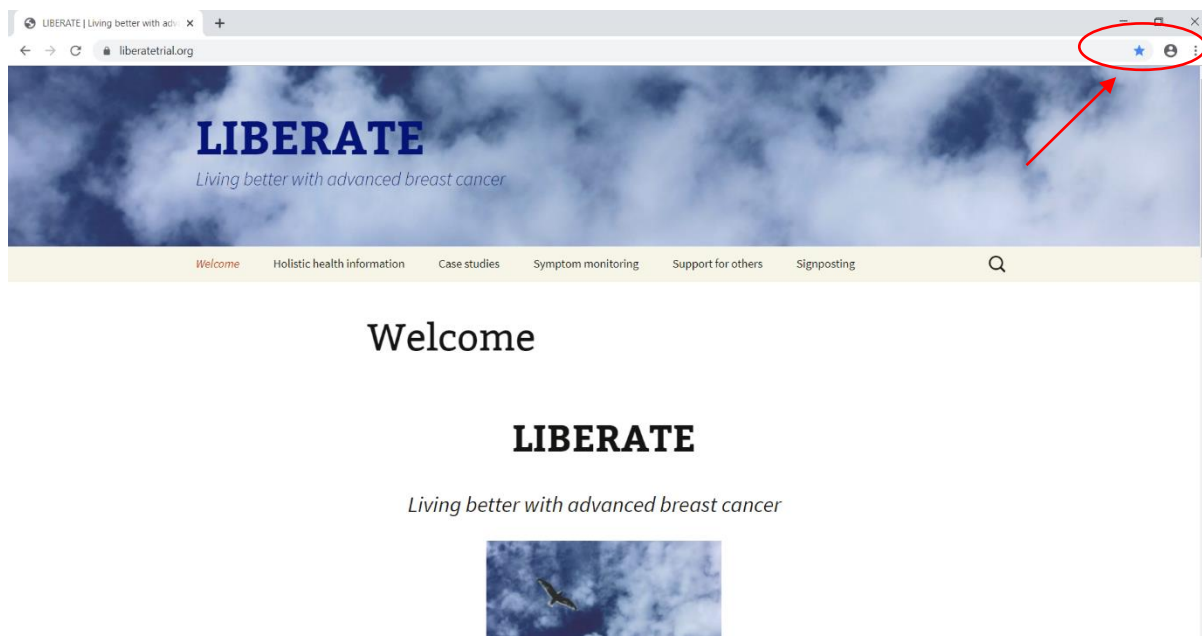 LIBERATE | Living better with adv
liberatetrial.org
LIBERATE
Living better with advanced breast cancer
Welcome Holistic health information Case studies Symptom monitoring Support for others Signposting
Welcome
LIBERATE
Living better with advanced breast cancer